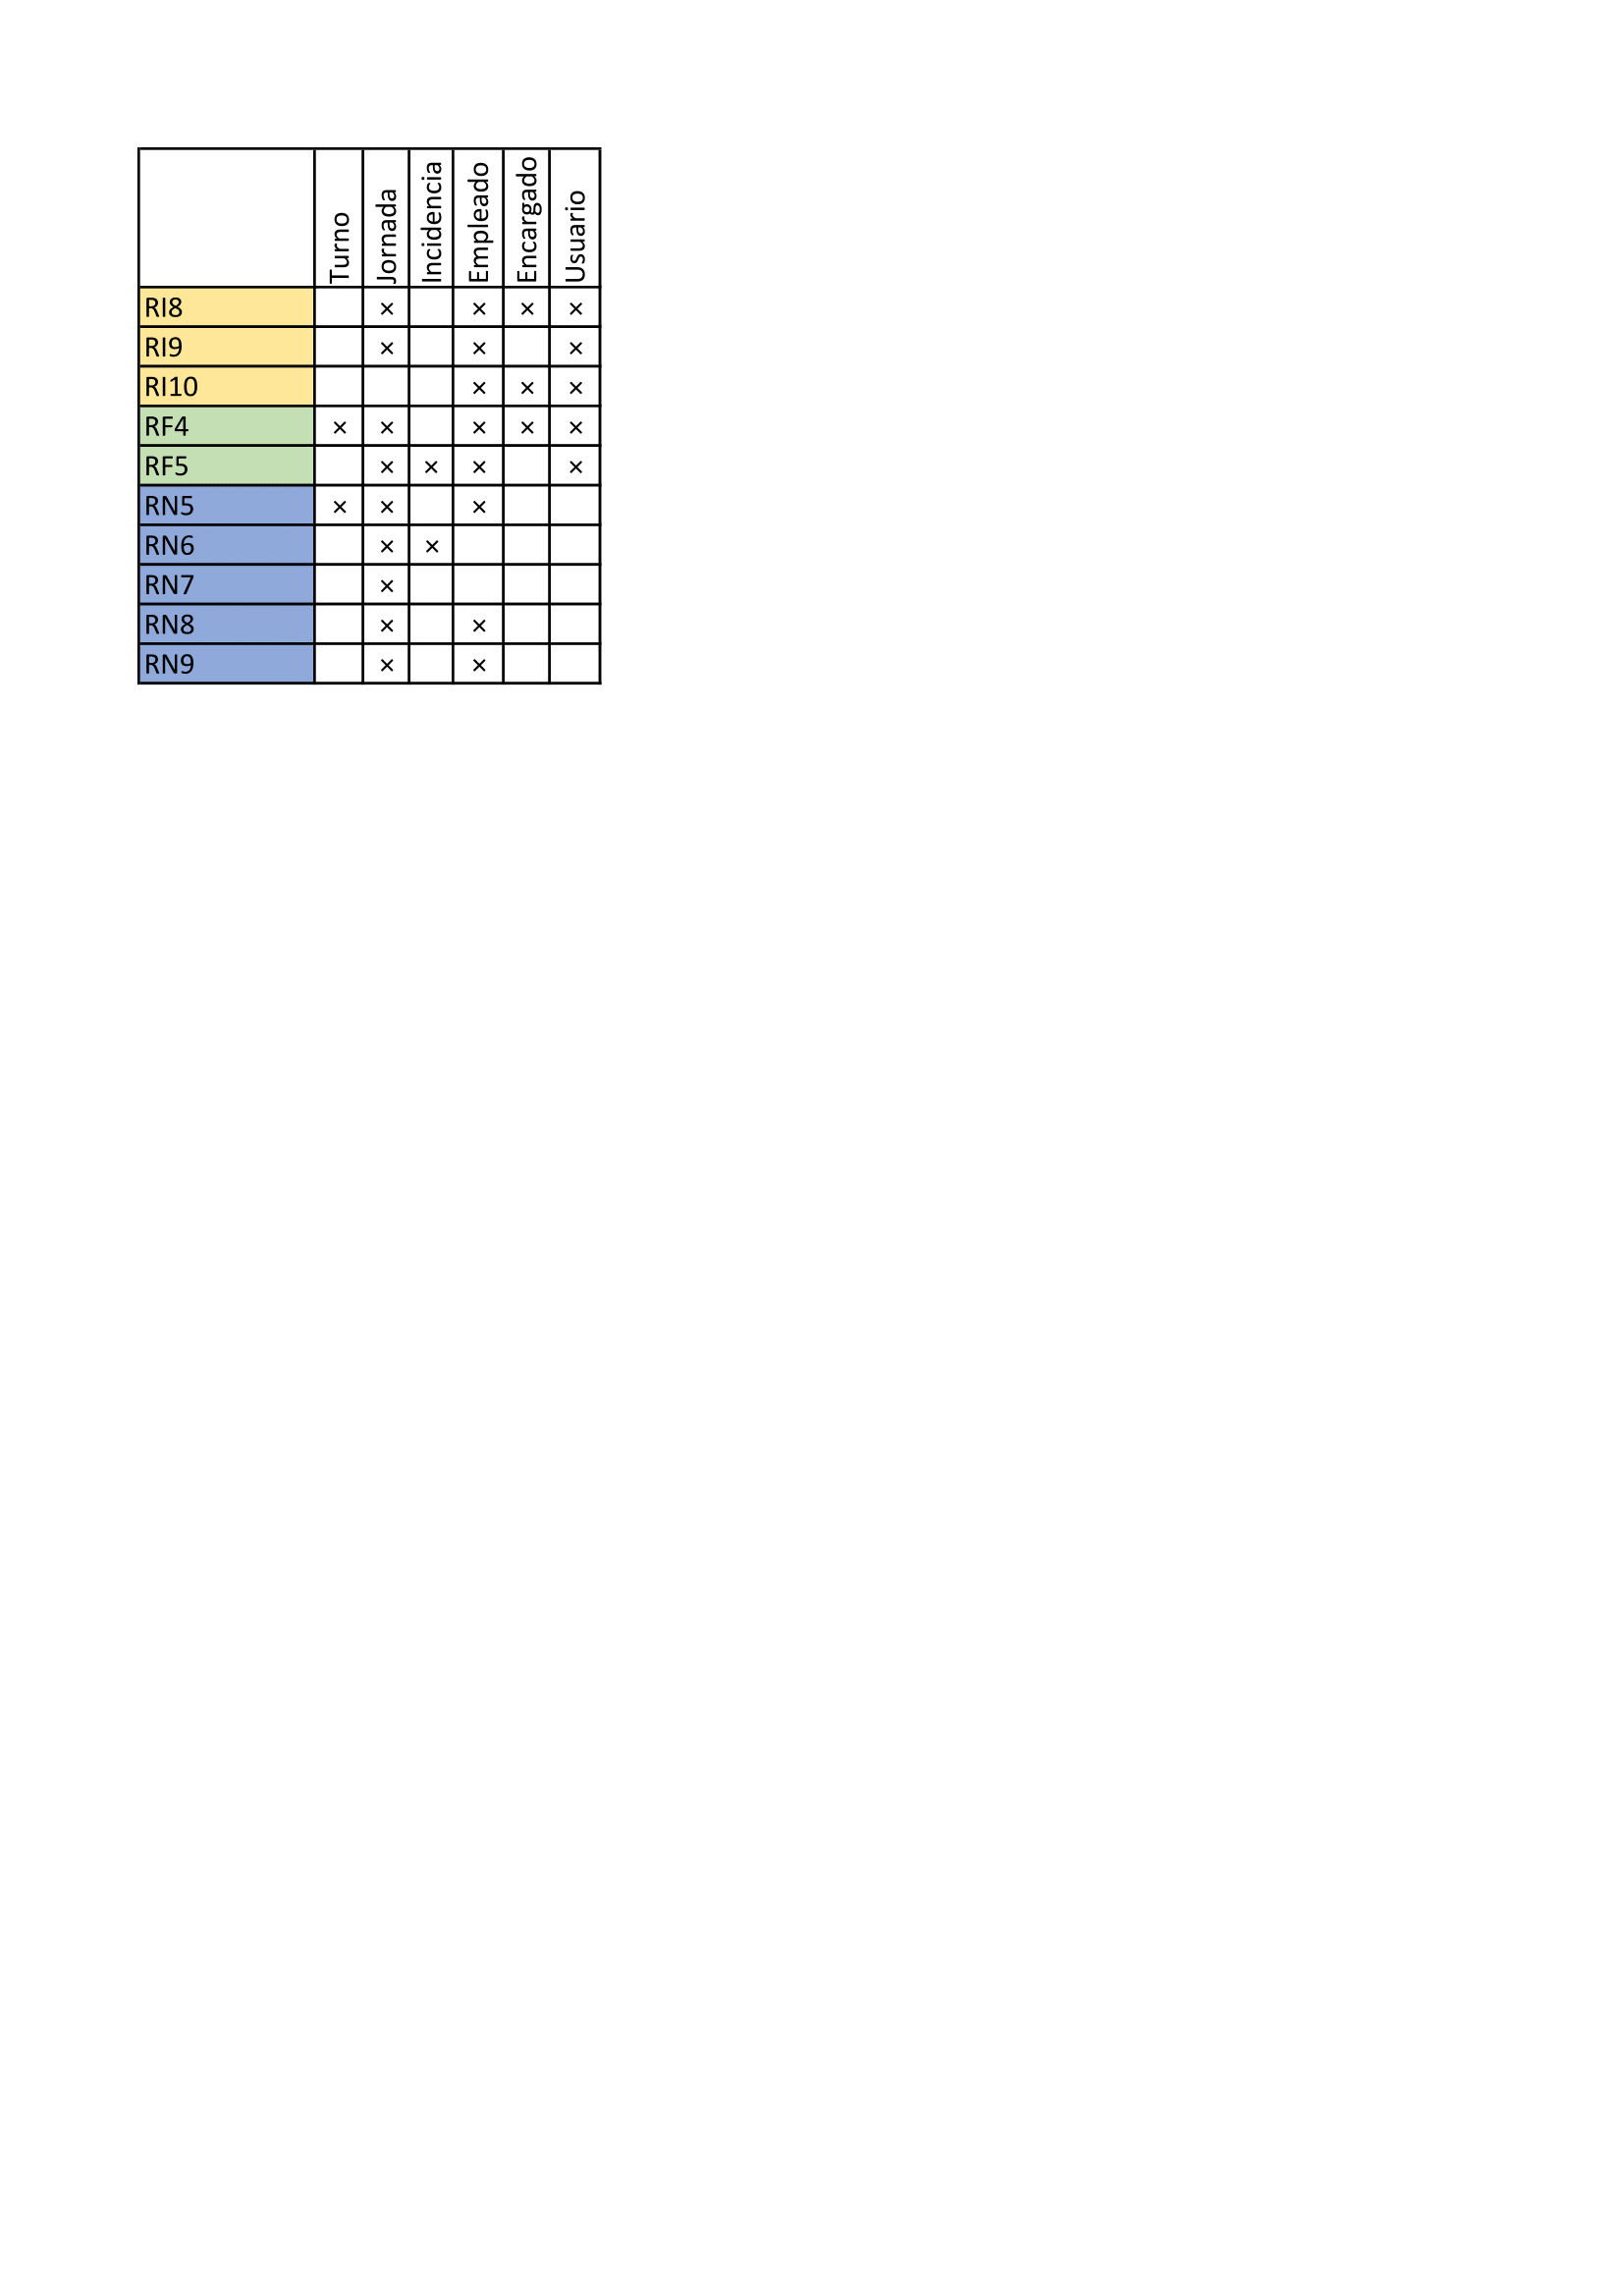 Turno Jornada Incidencia Empleado Encargado Usuario
RI8 × × × ×
RI9 × × ×
RI10 × × ×
RF4 × × × × ×
RF5 × × × ×
RN5 × × ×
RN6 × ×
RN7 ×
RN8 × ×
RN9 × ×